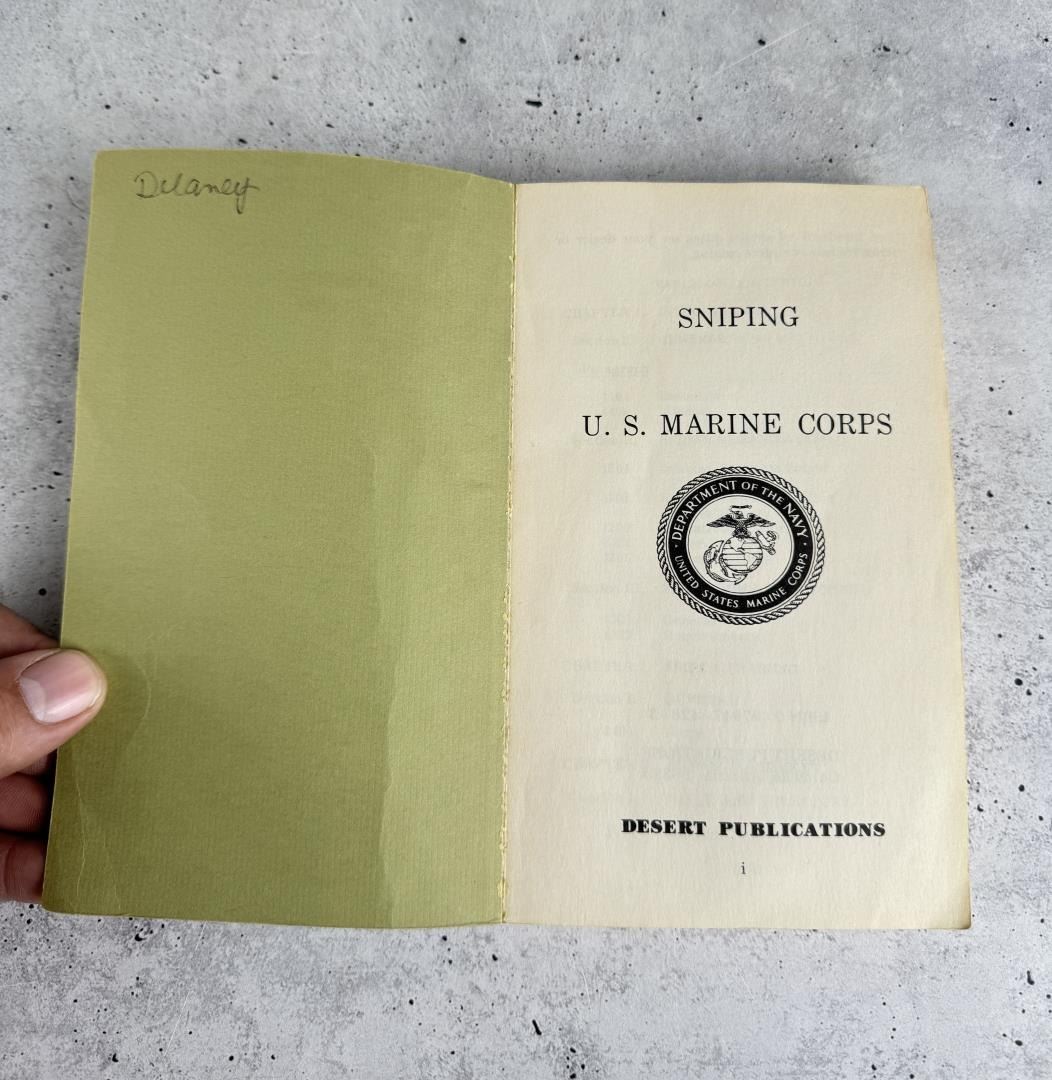 Delaney
SNIPING
U. S. MARINE CORPS
DEPARTMENT OF THE NAVY
UNITED STATES MARINE CORPS
DESERT PUBLICATIONS
i